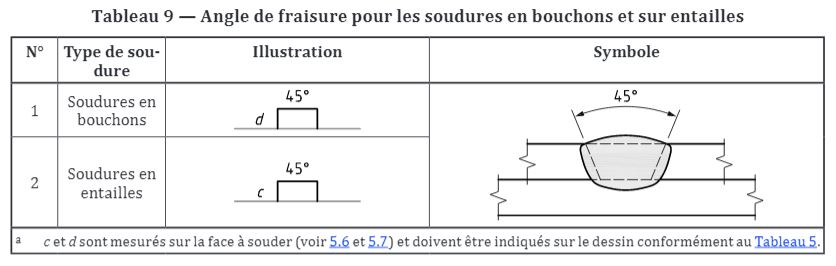 Tableau 9 — Angle de fraisure pour les soudures en bouchons et sur entailles
N° Type de sou- Illustration Symbole
dure
1 Soudures en bouchons 45° d 45°
2 Soudures en entailles 45° c
a c et d sont mesurés sur la face à souder (voir 5.6 et 5.7) et doivent être indiqués sur le dessin conformément au Tableau 5.